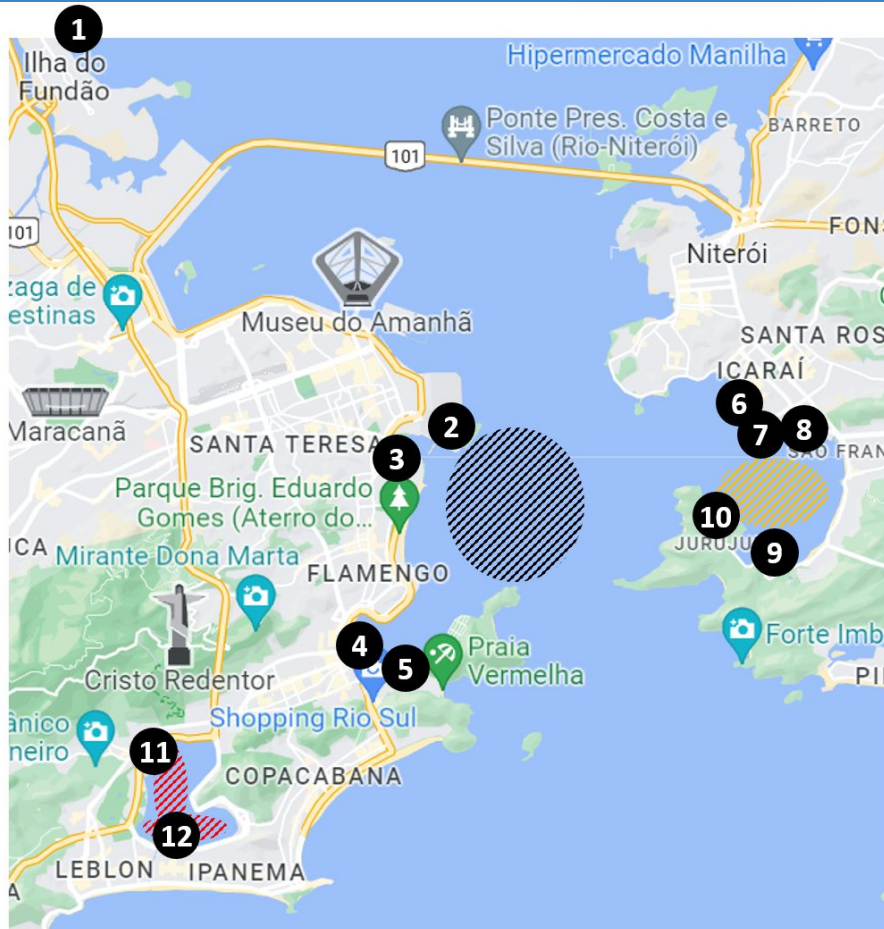 1
Ilha do
Fundão
Hipermercado Manilha
Ponte Pres. Costa e
Silva (Rio-Niterói)
BARRETO
101
101
FONS
Niterói
zaga de
estinas
Museu do Amanhã
SANTA ROS
ICARAÍ
Maracanã
6
2
7
8
SANTA TERESA
3
SÃO FRAN
Parque Brig. Eduardo
Gomes (Aterro do...
10
UCA
JURUJU
9
Mirante Dona Marta
FLAMENGO
4
Praia
Vermelha
5
Forte Imb
Cristo Redentor
PI
Shopping Rio Sul
ânico
neiro
11
COPACABANA
12
LEBLON
IPANEMA
A